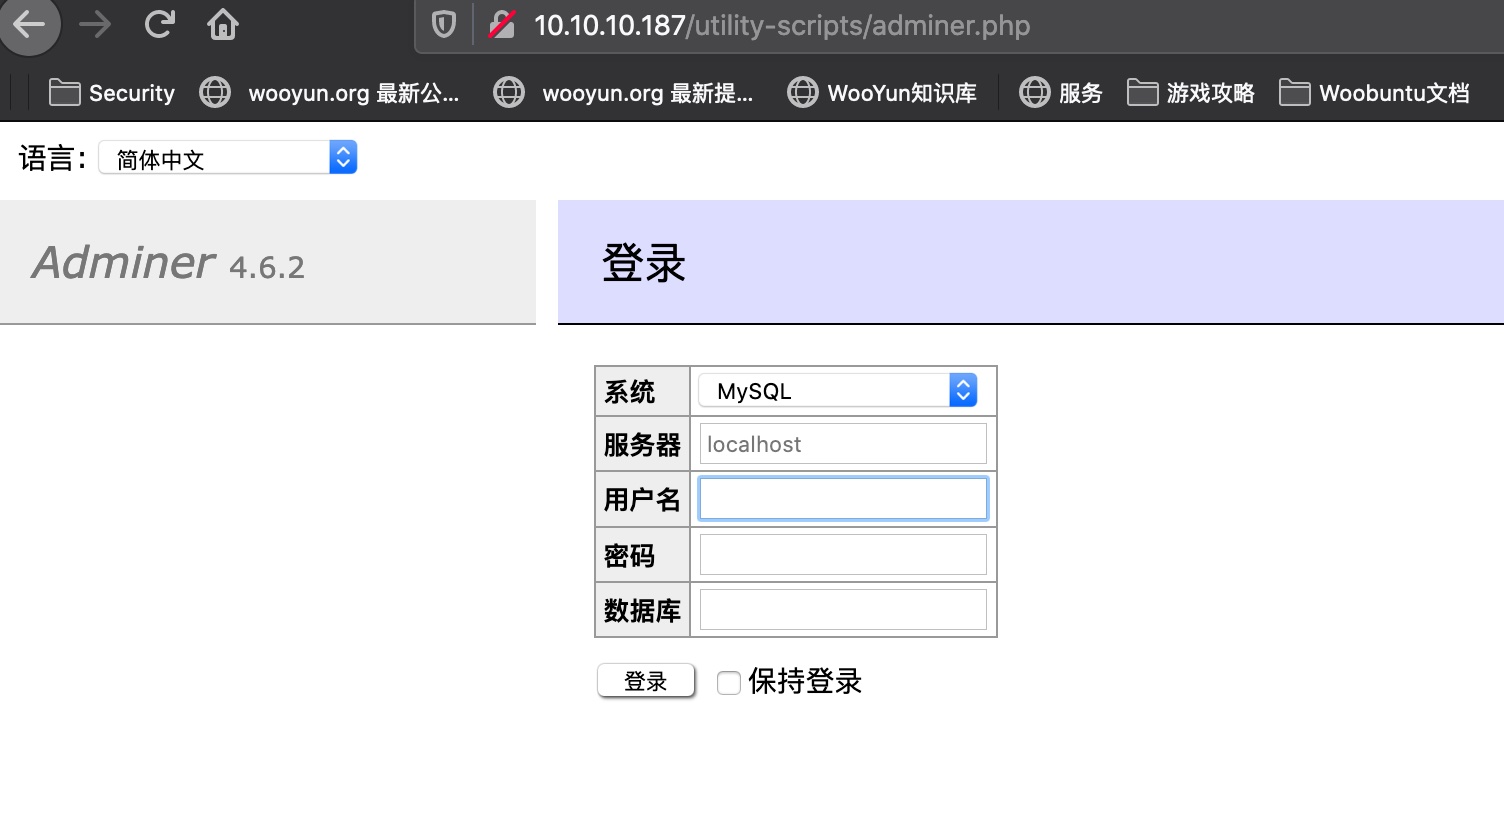 10.10.10.187/utility-scripts/adminer.php
Security wooyun.org 最新公... wooyun.org 最新提... WooYun知识库 服务 游戏攻略 Woobuntu文档
语言: 简体中文
Adminer 4.6.2
登录
系统 MySQL
服务器 localhost
用户名
密码
数据库
登录 保持登录